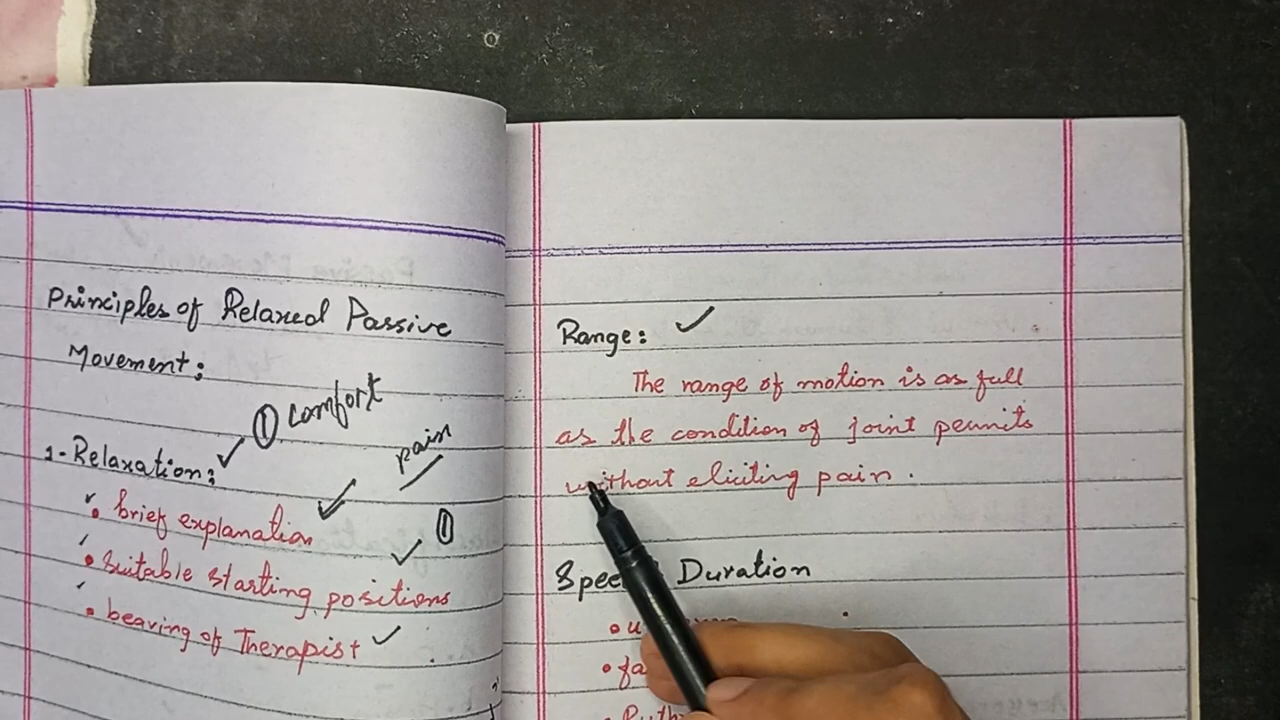 Principles of Relaxed Passive
Movement:
① comfort
1- Relaxation:
pain
• brief explanation
①
• Suitable starting positions
• bearing of Therapist
Range:
The range of motion is as full
as the condition of joint permits
without eliciting pain.
Duration